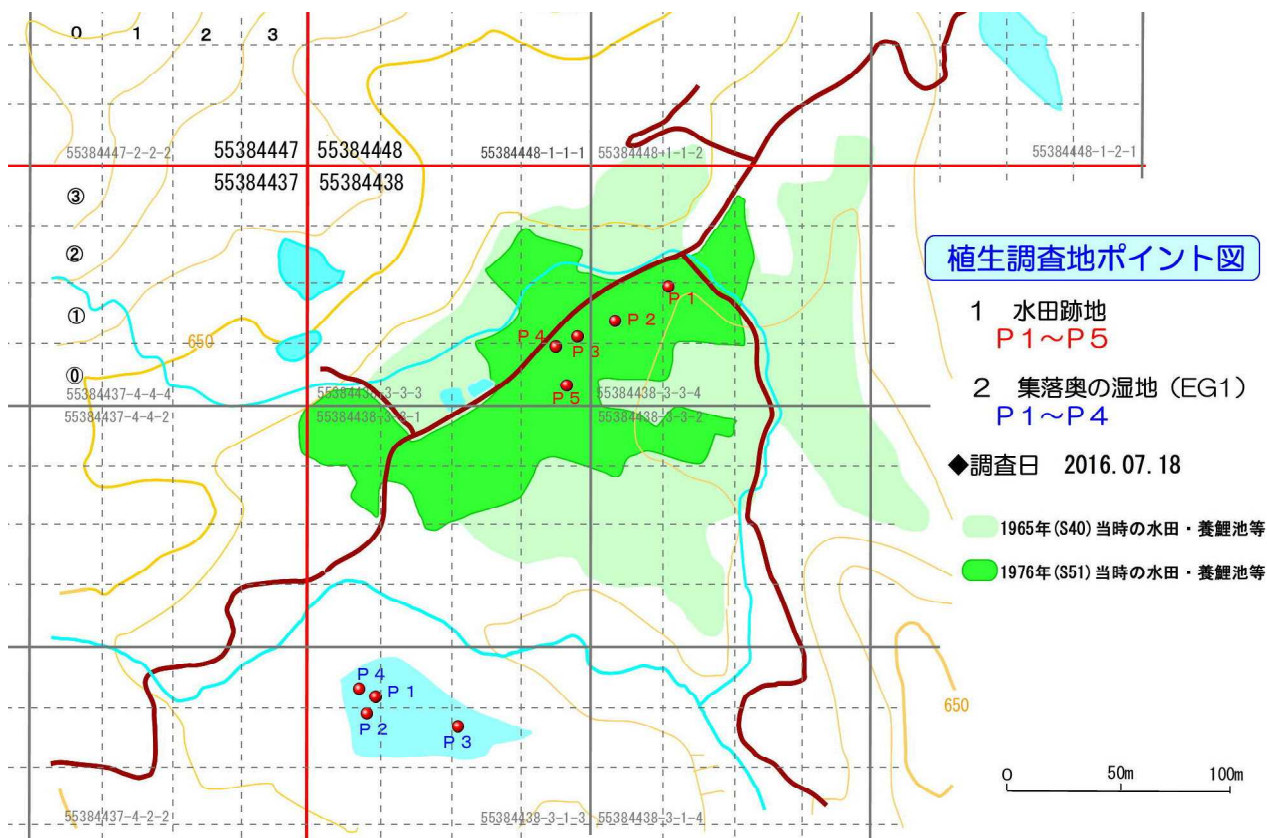 0 1 2 3
55384447-2-2-2 55384447 55384448 55384448-1-1-1 55384448-1-1-2 55384448-1-2-1
55384437 55384438
③
②
①
⓪
650
植生調査地ポイント図
1 水田跡地
P1～P5
2 集落奥の湿地（EG1）
P1～P4
◆調査日 2016.07.18
1965年(S40)当時の水田・養鯉池等
1976年(S51)当時の水田・養鯉池等
P1
P2
P4
P3
P5
55384437-4-4-4 55384438-3-3-3 55384438-3-3-4
55384437-4-4-2 55384438-3-3-1 55384438-3-3-2
P4
P1
P2
P3
650
0 50m 100m
55384437-4-2-2 55384438-3-1-3 55384438-3-1-4